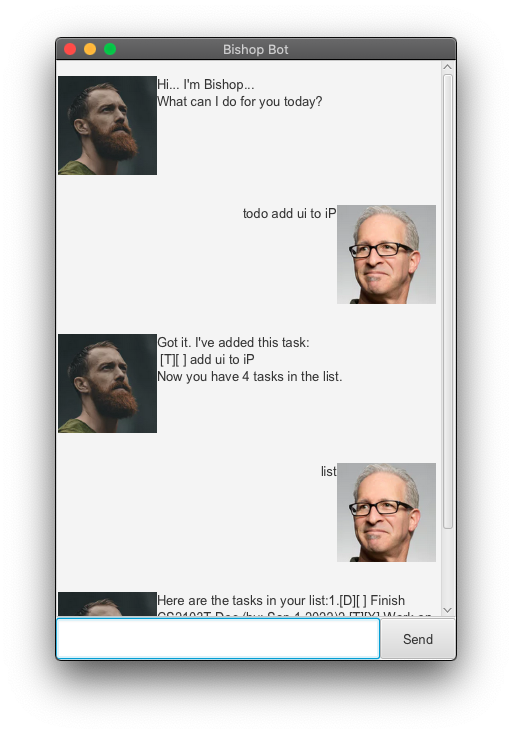 Bishop Bot
Hi... I'm Bishop...
What can I do for you today?
todo add ui to iP
Got it. I've added this task:
[T][ ] add ui to iP
Now you have 4 tasks in the list.
list
Here are the tasks in your list:1.[D][ ] Finish
Send